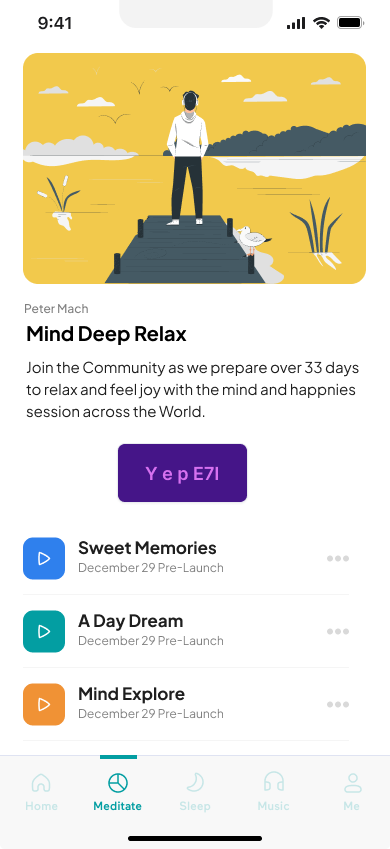 9:41
Peter Mach
Mind Deep Relax
Join the Community as we prepare over 33 days
to relax and feel joy with the mind and happnies
session across the World.
Y e p E7I
Sweet Memories
December 29 Pre-Launch
A Day Dream
December 29 Pre-Launch
Mind Explore
December 29 Pre-Launch
Home Meditate Sleep Music Me